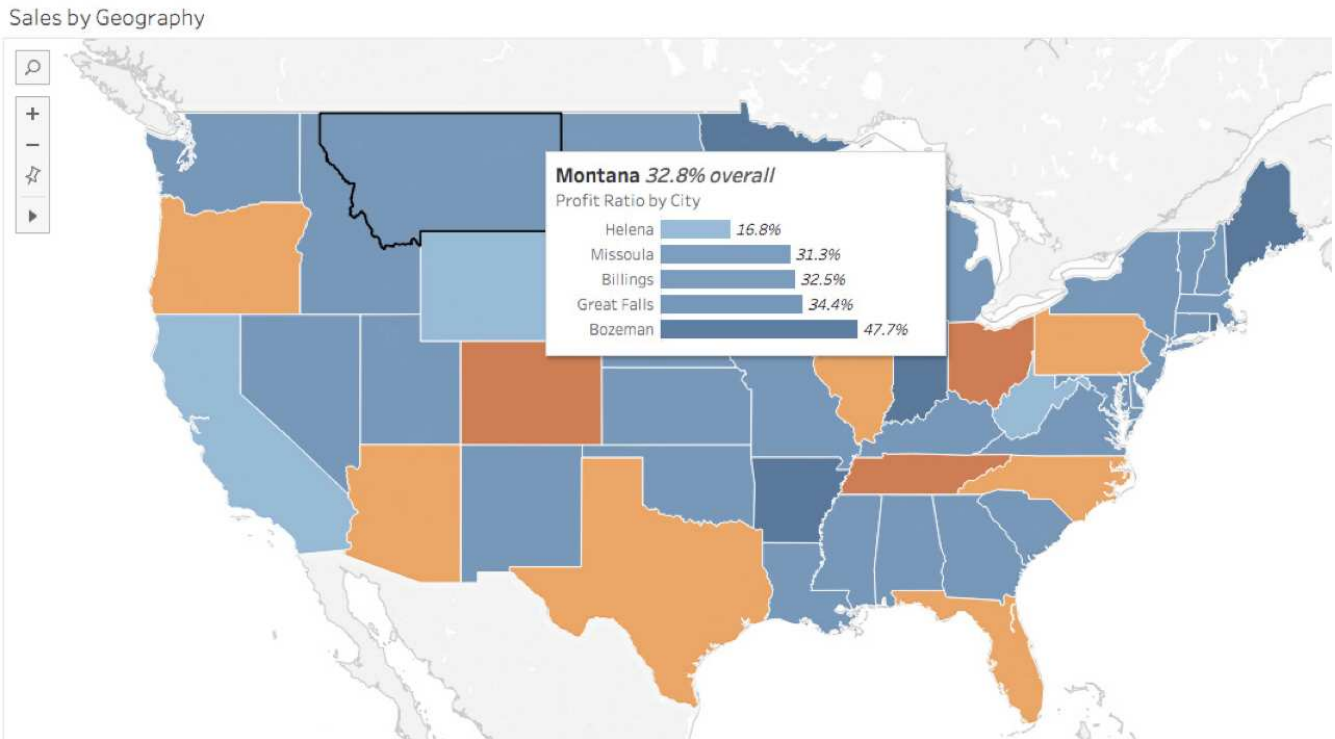 Sales by Geography
Montana 32.8% overall
Profit Ratio by City
Helena 16.8%
Missoula 31.3%
Billings 32.5%
Great Falls 34.4%
Bozeman 47.7%